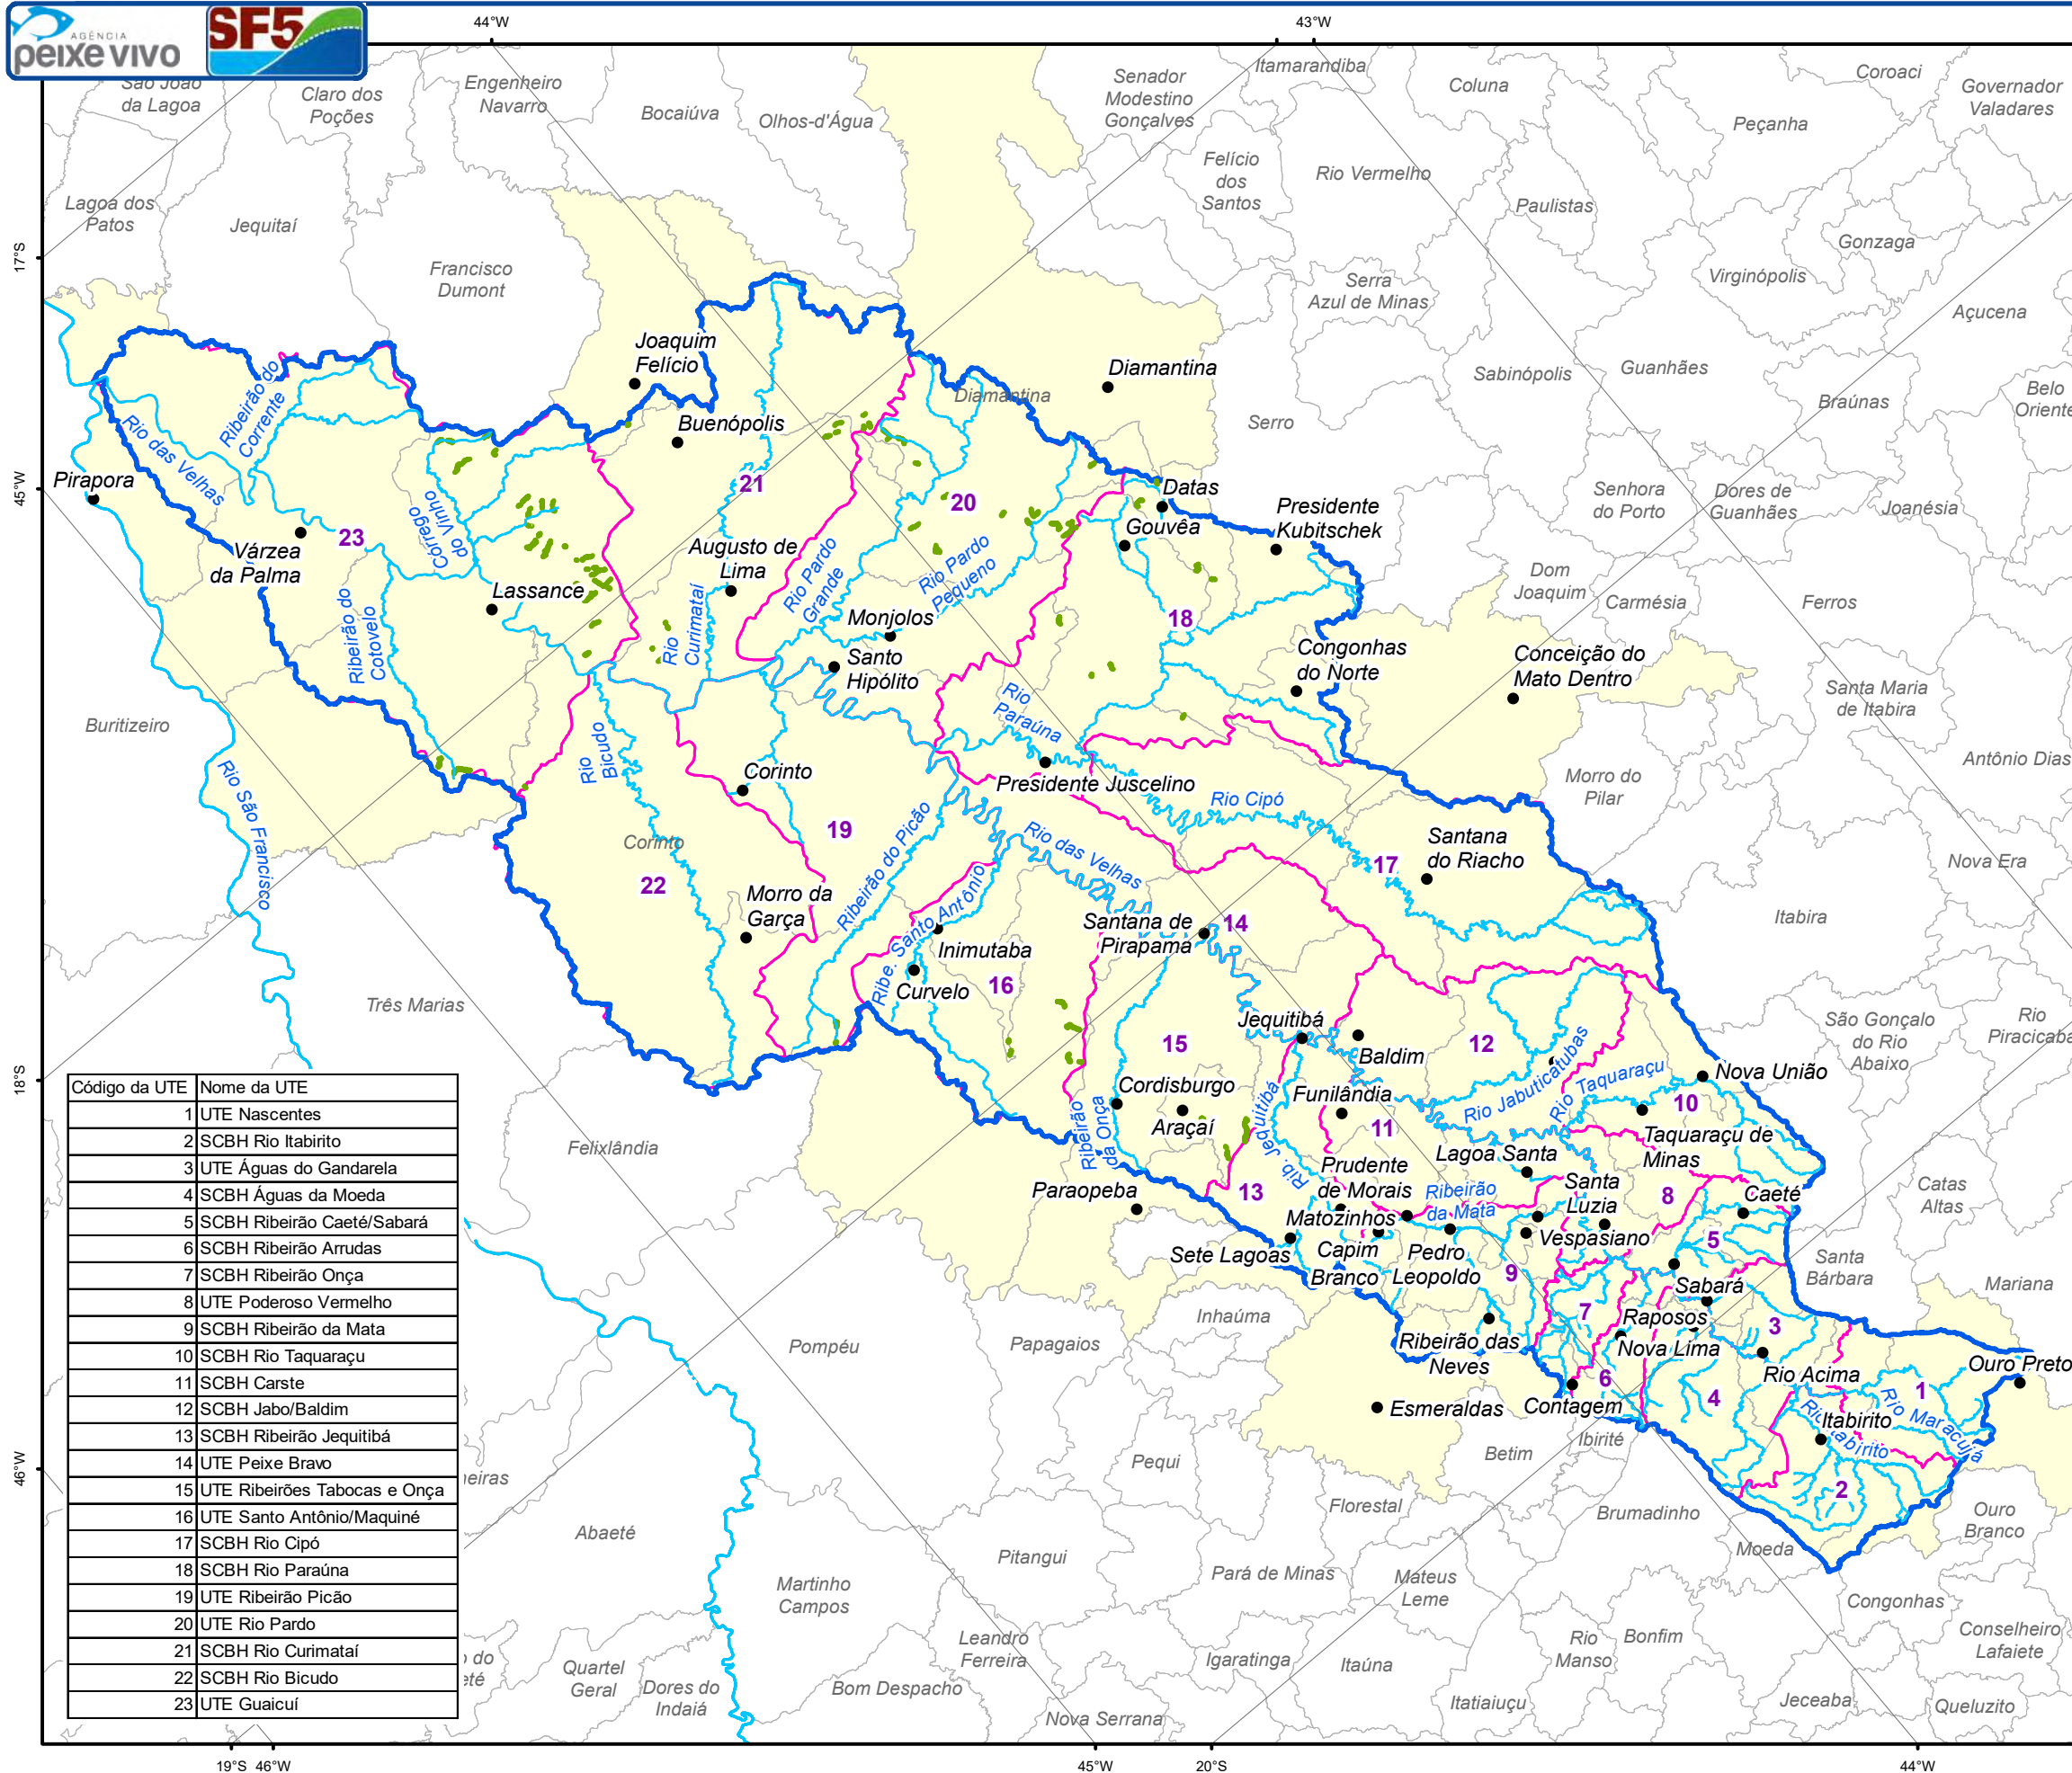 AGÊNCIA
peixe vivo
SF5
44°W
43°W
17°S
45°W
18°S
46°W
19°S
46°W
45°W
20°S
44°W
São João
da Lagoa
Claro dos
Poções
Engenheiro
Navarro
Bocaiúva
Olhos-d'Água
Senador
Modestino
Gonçalves
Itamarandiba
Coluna
Coroaci
Governador
Valadares
Peçanha
Felício
dos
Santos
Rio Vermelho
Paulistas
Lagoa dos
Patos
Jequitaí
Francisco
Dumont
Gonzaga
Virginópolis
Serra
Azul de Minas
Açucena
Joaquim
Felício
Diamantina
Diamantina
Sabinópolis
Guanhães
Belo
Oriente
Braúnas
Serro
Buenópolis
Ribeirão do
Corrente
Rio das Velhas
Pirapora
21
20
Datas
Gouvêa
Presidente
Kubitschek
Senhora
do Porto
Dores de
Guanhães
Joanésia
Várzea
da Palma
23
Córrego
do Vinho
Lassance
Augusto de
Lima
Rio Pardo
Grande
Rio Pardo
Pequeno
Dom
Joaquim
Carmésia
Ferros
Ribeirão do
Cotovelo
Rio
Curimataí
Monjolos
Santo
Hipólito
18
Congonhas
do Norte
Conceição do
Mato Dentro
Santa Maria
de Itabira
Buritizeiro
Rio
Bicudo
Rio
Paraúna
Corinto
Presidente Juscelino
Rio Cipó
Morro do
Pilar
Antônio Dias
Rio São Francisco
Corinto
19
22
Ribeirão do Picão
Rio das Velhas
Santana
do Riacho
17
Nova Era
Morro da
Garça
Ribe. Santo Antônio
Inimutaba
Curvelo
16
Santana de
Pirapama
14
Itabira
Três Marias
Jequitibá
15
Baldim
12
Rio Jabuticatubas
São Gonçalo
do Rio
Abaixo
Rio
Piracicaba
Nova União
Rio Taquaraçu
10
Cordisburgo
Araçaí
Funilândia
11
Ribeirão
da Onça
Rib. Jequitibá
Taquaraçu de
Minas
Felixlândia
Lagoa Santa
Prudente
de Morais
Santa
Luzia
8
Caeté
Catas
Altas
Paraopeba
13
Ribeirão
da Mata
Matozinhos
Vespasiano
5
Sete Lagoas
Capim
Branco
Pedro
Leopoldo
9
Sabará
Santa
Bárbara
Mariana
Inhaúma
7
Raposos
3
Pompéu
Papagaios
Ribeirão das
Neves
Nova Lima
Rio Acima
Ouro Preto
6
4
1
Esmeraldas
Contagem
Rio Itabirito
Itabirito
Rio Maracujá
Betim
Ibirité
Pequi
2
Florestal
Brumadinho
Ouro
Branco
Abaeté
Pitangui
Pará de Minas
Moeda
Martinho
Campos
Mateus
Leme
Congonhas
Conselheiro
Lafaiete
Leandro
Ferreira
Igaratinga
Itaúna
Rio
Manso
Bonfim
Quartel
Geral
Dores do
Indaiá
Bom Despacho
Nova Serrana
Itatiaiuçu
Jeceaba
Queluzito
Código da UTE Nome da UTE
1 UTE Nascentes
2 SCBH Rio Itabirito
3 UTE Águas do Gandarela
4 SCBH Águas da Moeda
5 SCBH Ribeirão Caeté/Sabará
6 SCBH Ribeirão Arrudas
7 SCBH Ribeirão Onça
8 UTE Poderoso Vermelho
9 SCBH Ribeirão da Mata
10 SCBH Rio Taquaraçu
11 SCBH Carste
12 SCBH Jabo/Baldim
13 SCBH Ribeirão Jequitibá
14 UTE Peixe Bravo
15 UTE Ribeirões Tabocas e Onça
16 UTE Santo Antônio/Maquiné
17 SCBH Rio Cipó
18 SCBH Rio Paraúna
19 UTE Ribeirão Picão
20 UTE Rio Pardo
21 SCBH Rio Curimataí
22 SCBH Rio Bicudo
23 UTE Guaicuí